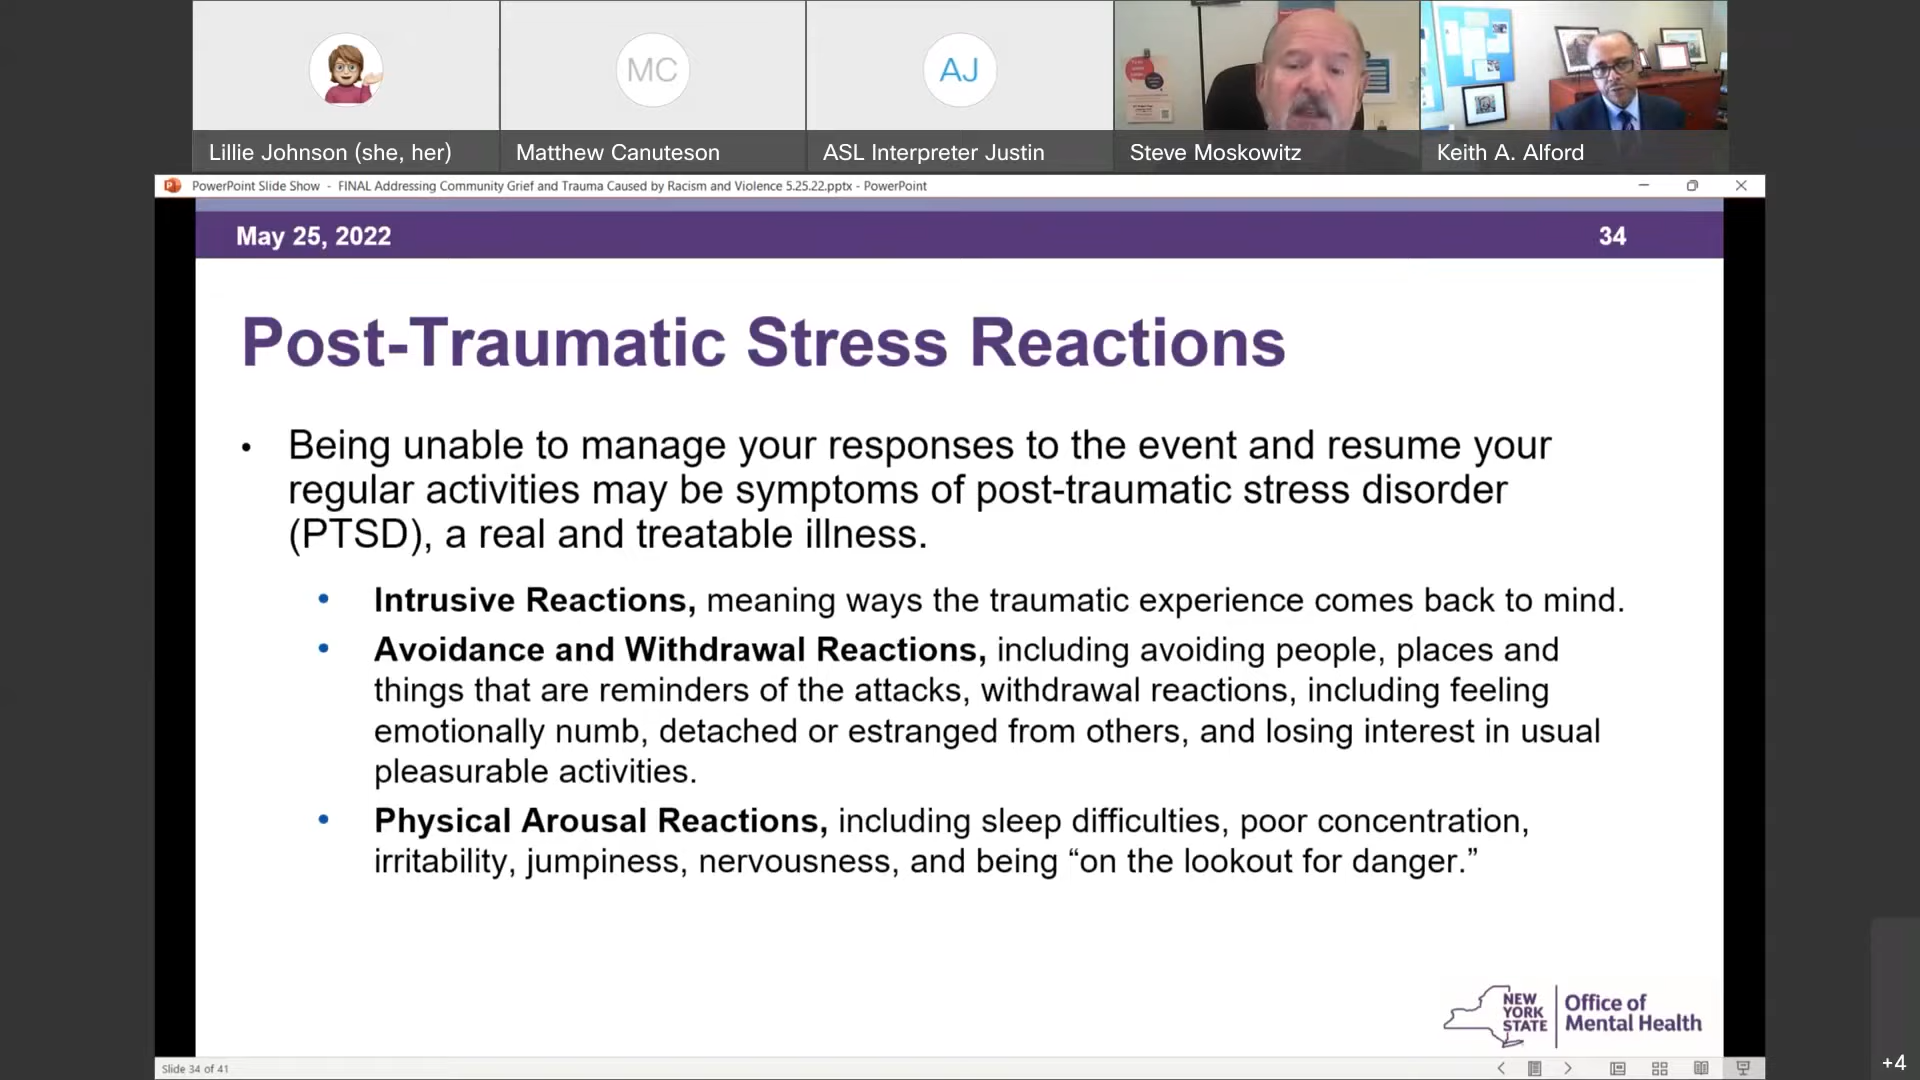 MC
AJ
Lillie Johnson (she, her)
Matthew Canuteson
ASL Interpreter Justin
Steve Moskowitz
Keith A. Alford
PowerPoint Slide Show - FINAL Addressing Community Grief and Trauma Caused by Racism and Violence 5.25.22.pptx - PowerPoint
May 25, 2022
34
Post-Traumatic Stress Reactions
• Being unable to manage your responses to the event and resume your
regular activities may be symptoms of post-traumatic stress disorder
(PTSD), a real and treatable illness.
• Intrusive Reactions, meaning ways the traumatic experience comes back to mind.
• Avoidance and Withdrawal Reactions, including avoiding people, places and
things that are reminders of the attacks, withdrawal reactions, including feeling
emotionally numb, detached or estranged from others, and losing interest in usual
pleasurable activities.
• Physical Arousal Reactions, including sleep difficulties, poor concentration,
irritability, jumpiness, nervousness, and being “on the lookout for danger.”
NEW
YORK
STATE
Office of
Mental Health
Slide 34 of 41
+4